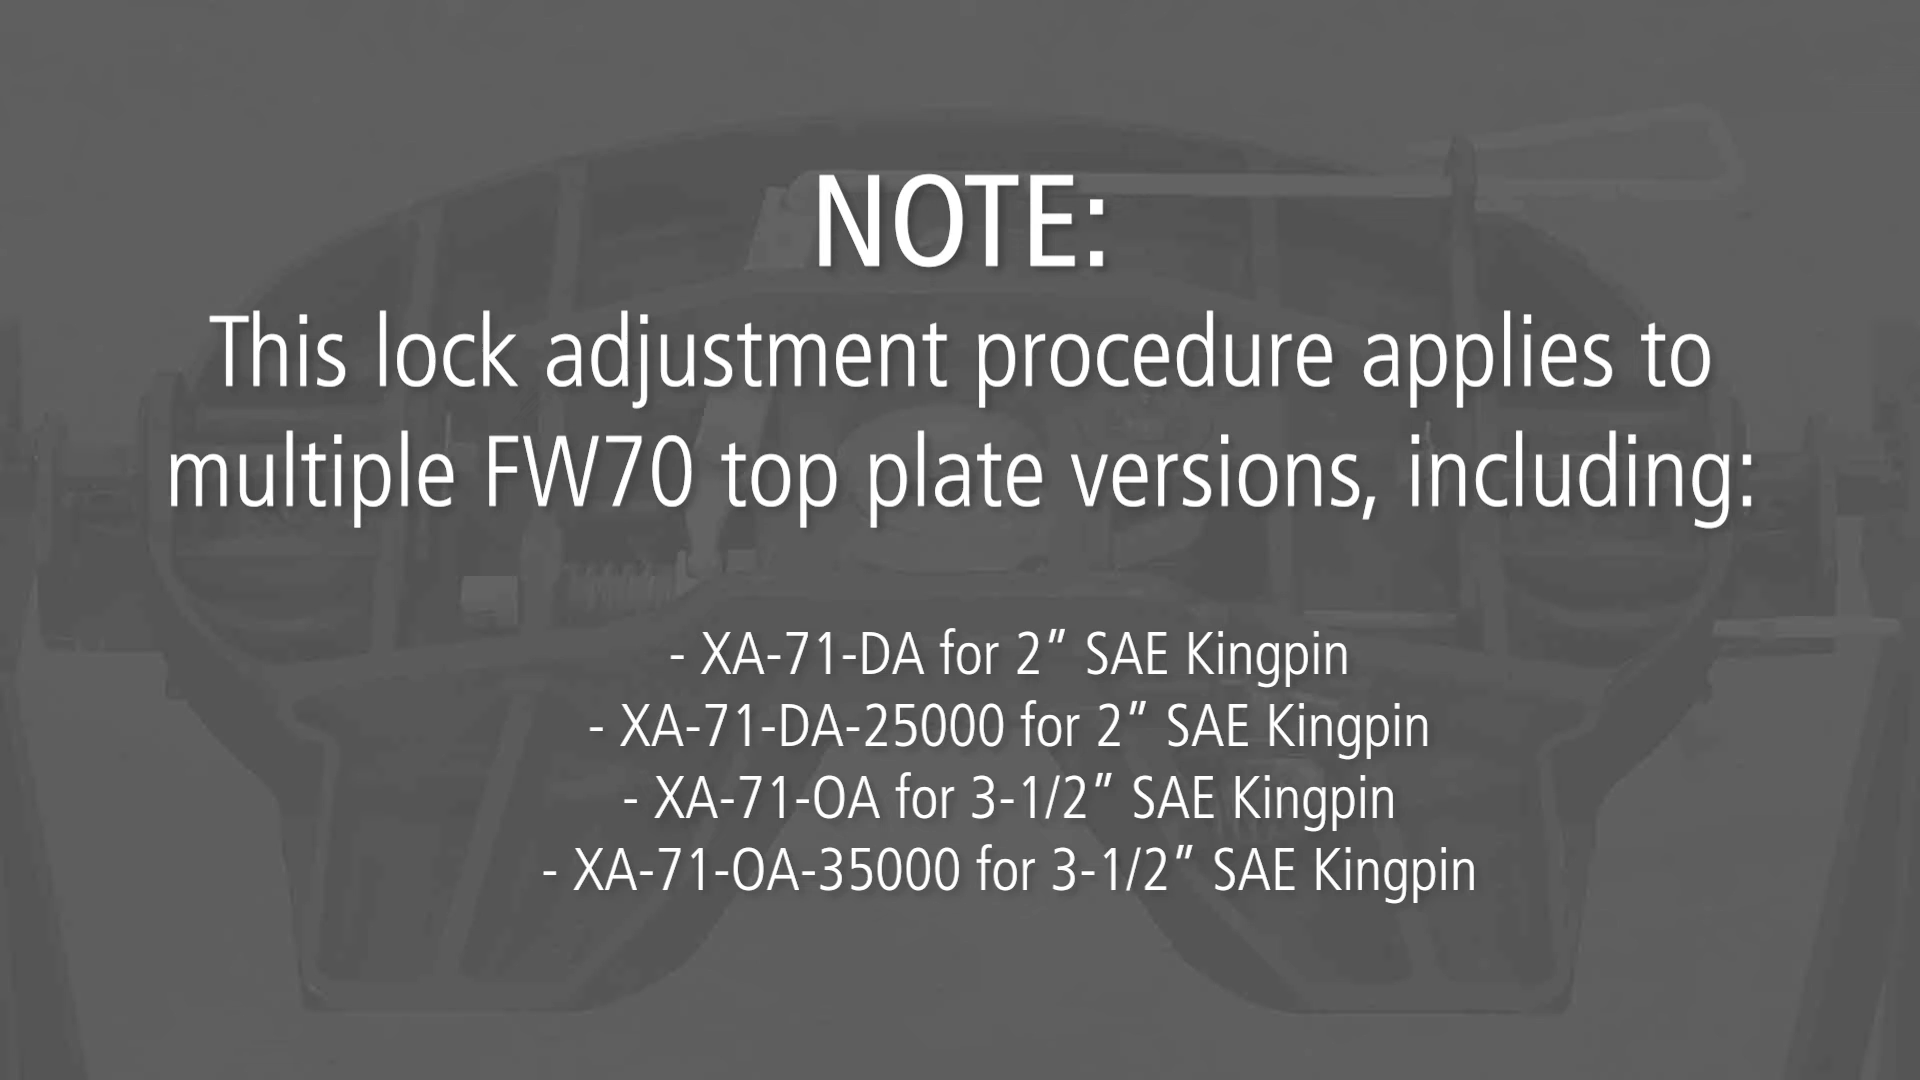 NOTE:
This lock adjustment procedure applies to
multiple FW70 top plate versions, including:
- XA-71-DA for 2” SAE Kingpin
- XA-71-DA-25000 for 2” SAE Kingpin
- XA-71-OA for 3-1/2” SAE Kingpin
- XA-71-OA-35000 for 3-1/2” SAE Kingpin